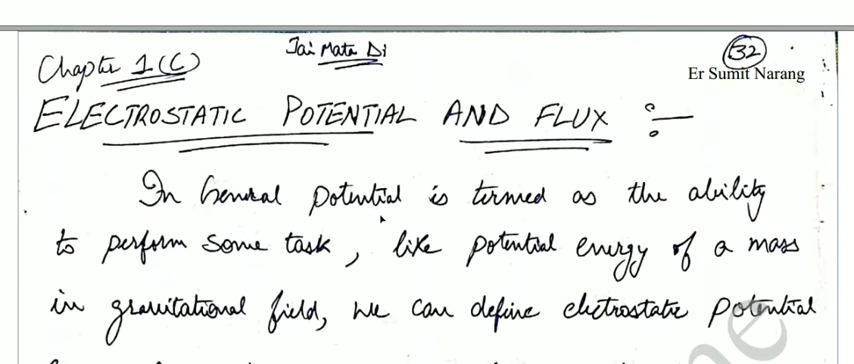 Jai Mata Di
32
Chapter 1(C)
Er Sumit Narang
ELECTROSTATIC POTENTIAL AND FLUX :-
In General potential is termed as the ability
to perform some task, like potential energy of a mass
in gravitational field, we can define electrostatic potential